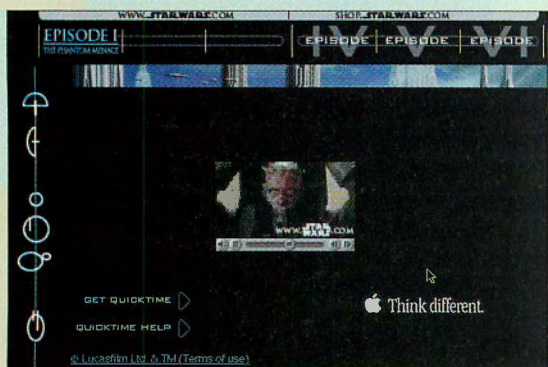 WWW.STARWARS.COM SHOP.STARWARS.COM
EPISODE I
THE PHANTOM MENACE
IV V VI
EPISODE EPISODE EPISODE
WWW.STAR
WARS.COM
GET QUICKTIME
Think different.
QUICKTIME HELP
© Lucasfilm Ltd. & TM (Terms of use)